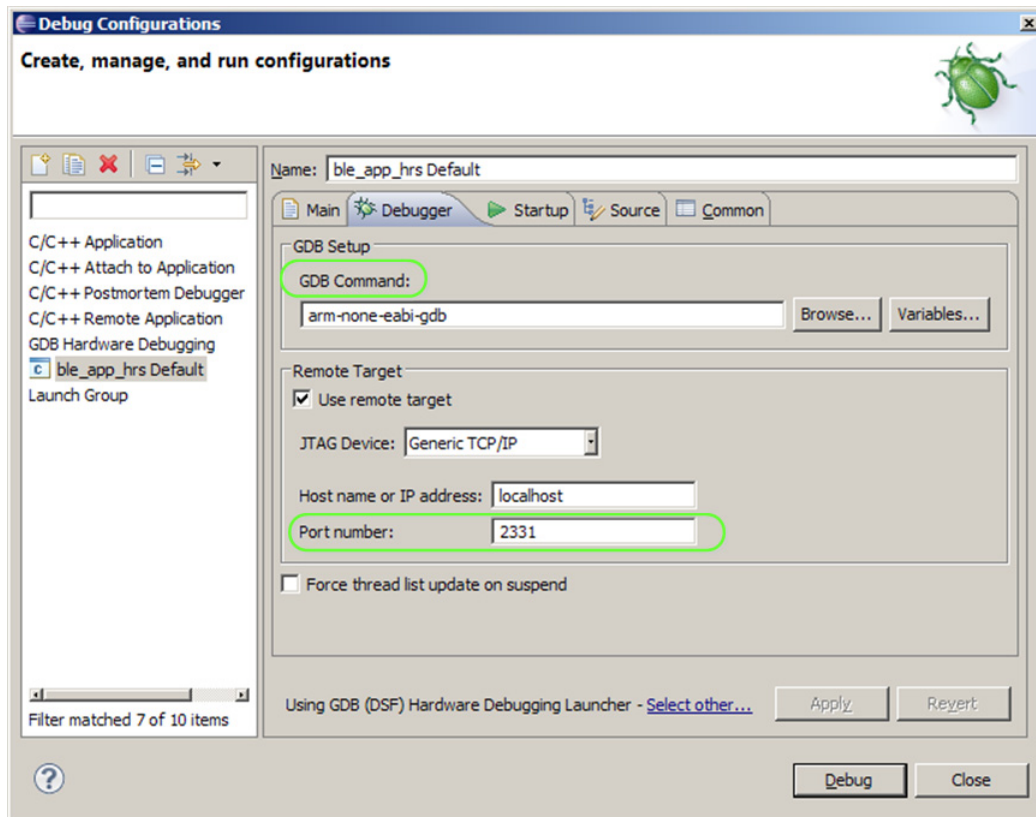 Debug Configurations
Create, manage, and run configurations
C/C++ Application
C/C++ Attach to Application
C/C++ Postmortem Debugger
C/C++ Remote Application
GDB Hardware Debugging
c ble_app_hrs Default
Launch Group
Filter matched 7 of 10 items
Name: ble_app_hrs Default
Main Debugger Startup Source Common
GDB Setup
GDB Command:
arm-none-eabi-gdb Browse... Variables...
Remote Target
Use remote target
JTAG Device: Generic TCP/IP
Host name or IP address: localhost
Port number: 2331
Force thread list update on suspend
Using GDB (DSF) Hardware Debugging Launcher - Select other... Apply Revert
? Debug Close